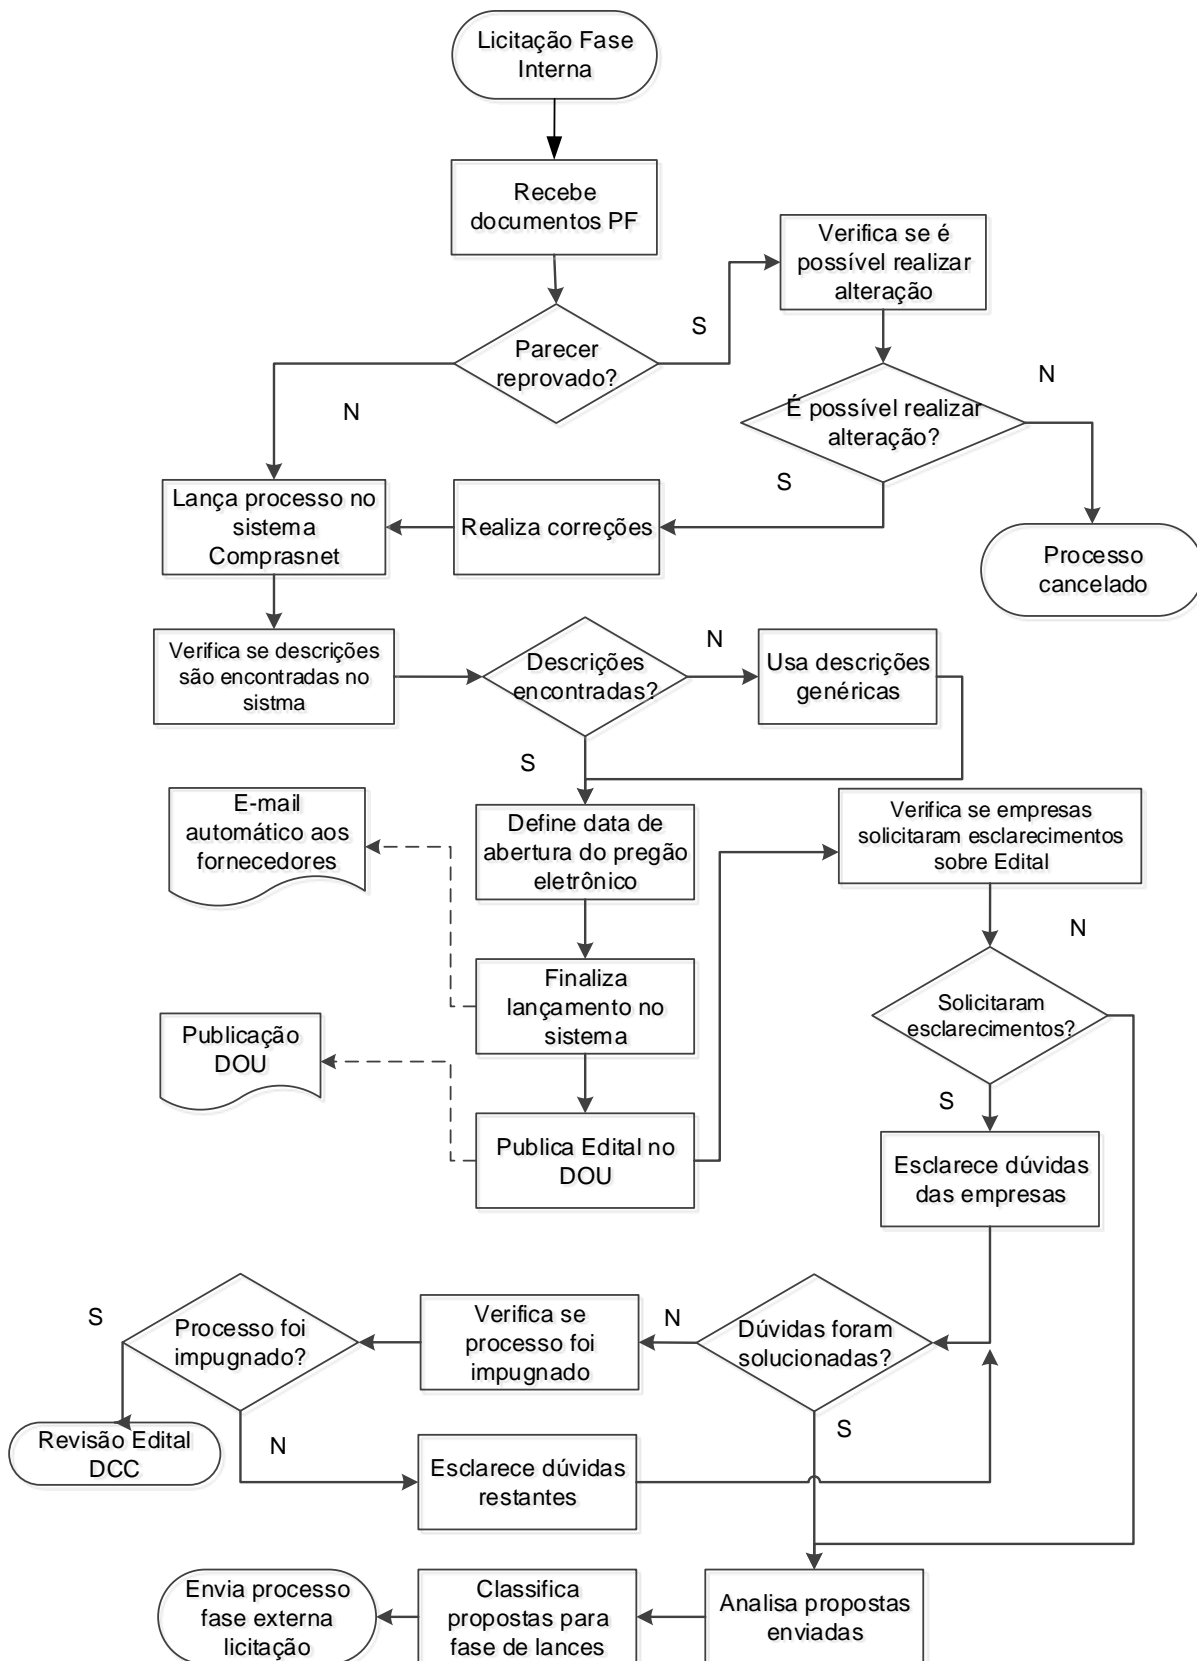 Licitação Fase
Interna
Recebe
documentos PF
Verifica se é
possível realizar
alteração
S
Parecer
reprovado?
N
N
É possível realizar
alteração?
S
Lança processo no
sistema
Comprasnet
Realiza correções
Processo
cancelado
Verifica se descrições
são encontradas no
sistma
Descrições
encontradas?
N
Usa descrições
genéricas
S
E-mail
automático aos
fornecedores
Define data de
abertura do pregão
eletrônico
Verifica se empresas
solicitaram esclarecimentos
sobre Edital
N
Finaliza
lançamento no
sistema
Solicitaram
esclarecimentos?
Publicação
DOU
S
Publica Edital no
DOU
Esclarece dúvidas
das empresas
S
Processo foi
impugnado?
Verifica se
processo foi
impugnado
N
Dúvidas foram
solucionadas?
S
Revisão Edital
DCC
N
Esclarece dúvidas
restantes
Envia processo
fase externa
licitação
Classifica
propostas para
fase de lances
Analisa propostas
enviadas